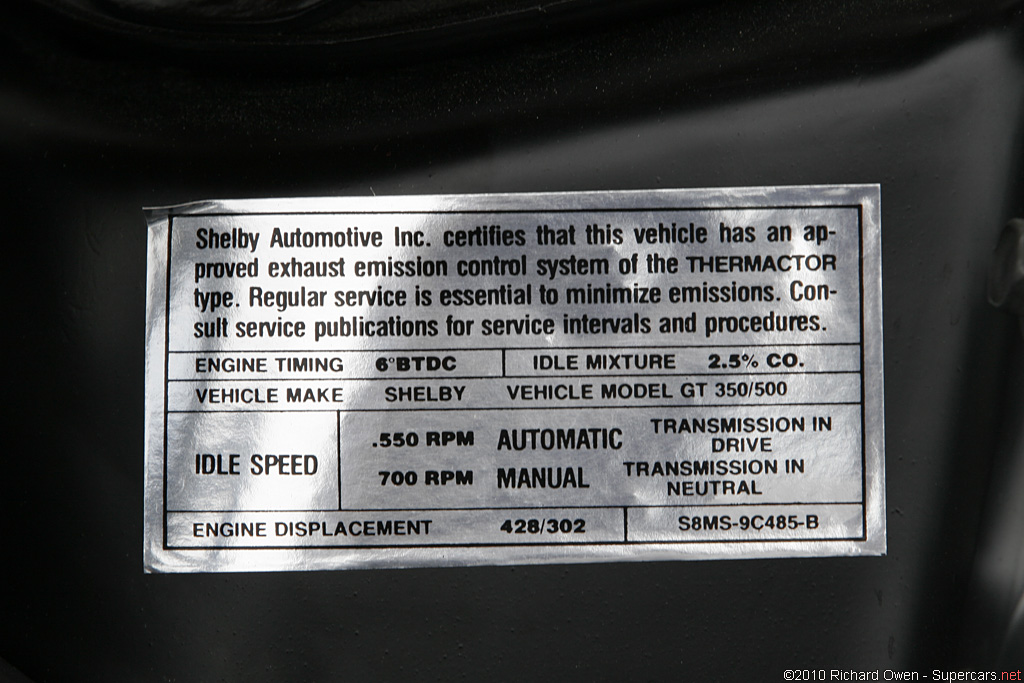 Shelby Automotive Inc. certifies that this vehicle has an ap-
proved exhaust emission control system of the THERMACTOR
type. Regular service is essential to minimize emissions. Con-
sult service publications for service intervals and procedures.
ENGINE TIMING 6°BTDC IDLE MIXTURE 2.5% CO.
VEHICLE MAKE SHELBY VEHICLE MODEL GT 350/500
IDLE SPEED
.550 RPM AUTOMATIC TRANSMISSION IN
DRIVE
700 RPM MANUAL TRANSMISSION IN
NEUTRAL
ENGINE DISPLACEMENT 428/302 S8MS-9C485-B
©2010 Richard Owen - Supercars.net